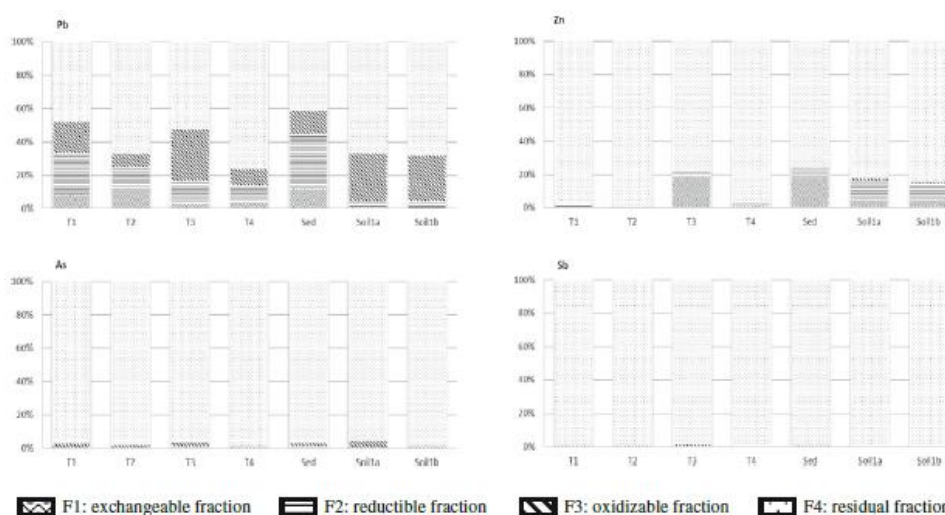 Pb
Zn
100%
80%
60%
40%
20%
0%
T1 T2 T3 T4 Sed Soil1a Soil1b
100%
80%
60%
40%
20%
0%
T1 T2 T3 T4 Sed Soil1a Soil1b
As
Sb
100%
80%
60%
40%
20%
0%
T1 T2 T3 T4 Sed Soil1a Soil1b
100%
80%
60%
40%
20%
0%
T1 T2 T3 T4 Sed Soil1a Soil1b
F1: exchangeable fraction F2: reductible fraction F3: oxidizable fraction F4: residual fraction